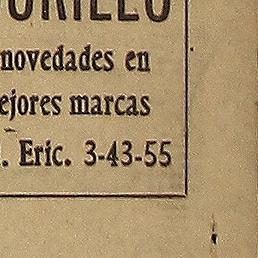 novedades en
ejores marcas
. Eric. 3-43-55